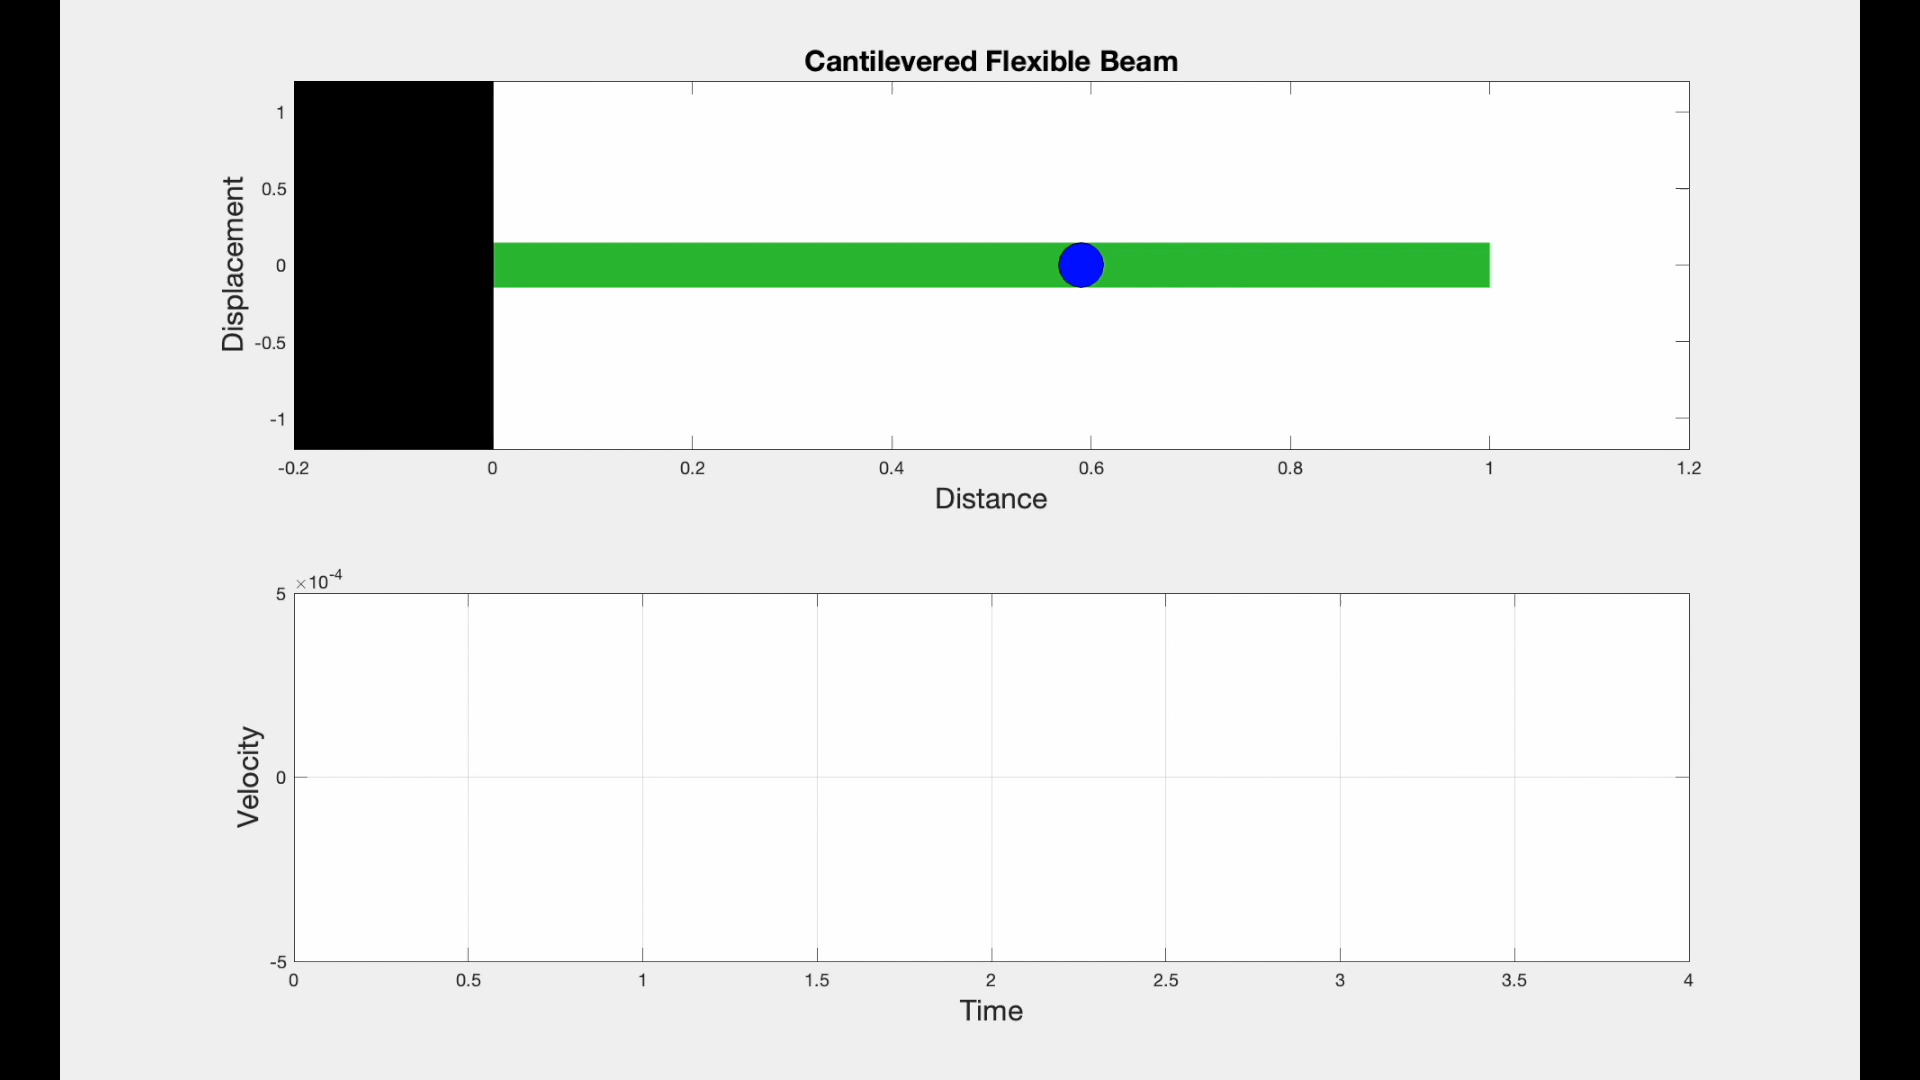 Cantilevered Flexible Beam
1
0.5
0
-0.5
-1
Displacement
-0.2 0 0.2 0.4 0.6 0.8 1 1.2
Distance
×10^-4
5
0
-5
Velocity
0 0.5 1 1.5 2 2.5 3 3.5 4
Time